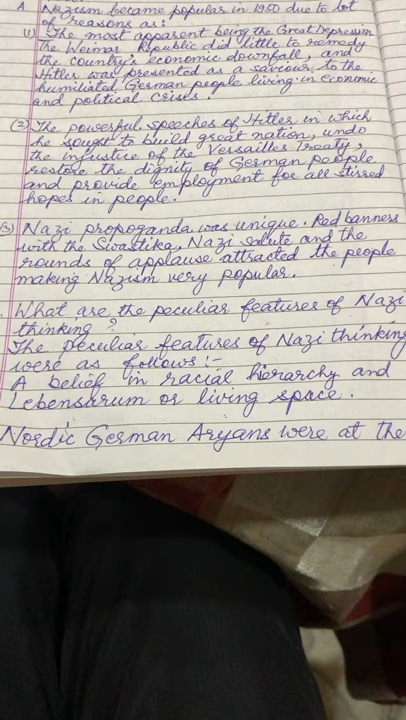 A Nazism became popular in 1950 due to lot
of reasons as:
(1) The most apparent being the Great Depression
The Weimar Republic did little to remedy
the country's economic downfall, and
Hitler was presented as a saviour to the
humiliated German people living in economic
and political crises.
(2) The powerful speeches of Hitler in which
he sought to build great nation, undo
the injustice of the Versailles treaty,
restore the dignity of German people
and provide employment for all stirred
hopes in people.
(3) Nazi propoganda was unique. Red banners
with the Swastika, Nazi salute and the
rounds of applause attracted the people
making Nazism very popular.
What are the peculiar features of Nazi
thinking?
The peculiar features of Nazi thinking
were as follows:-
A belief in racial hierarchy and
Lebensarum or living space.
Nordic German Aryans were at the